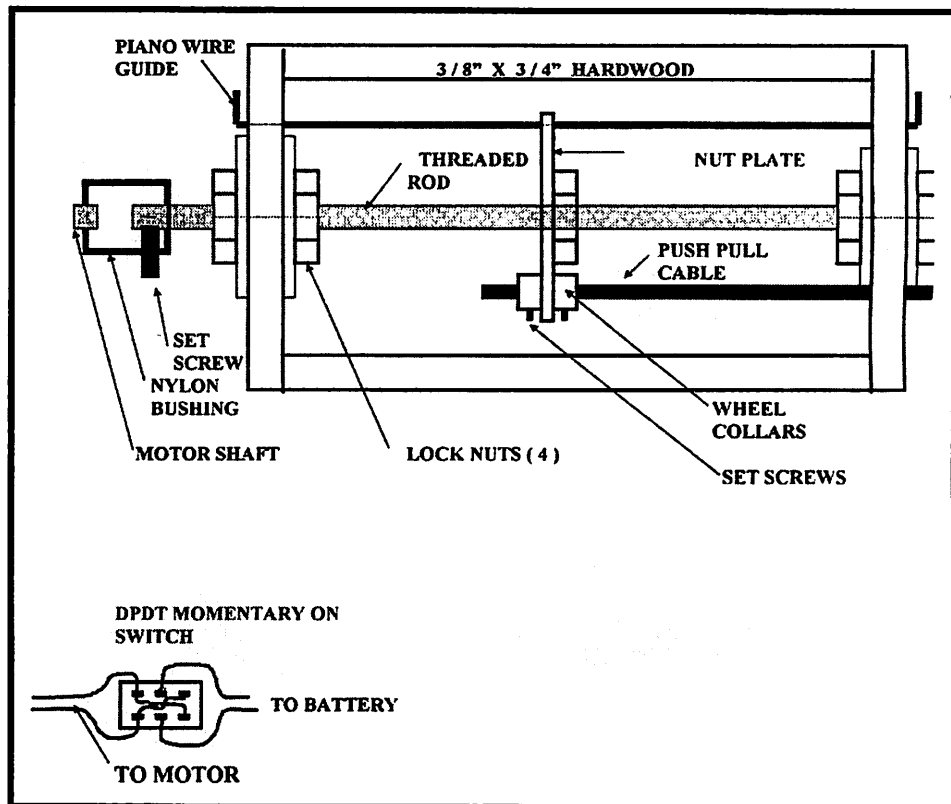 PIANO WIRE
GUIDE
3 / 8" X 3 / 4" HARDWOOD
THREADED
ROD
NUT PLATE
PUSH PULL
CABLE
SET
SCREW
NYLON
BUSHING
MOTOR SHAFT
LOCK NUTS ( 4 )
WHEEL
COLLARS
SET SCREWS
DPDT MOMENTARY ON
SWITCH
TO BATTERY
TO MOTOR